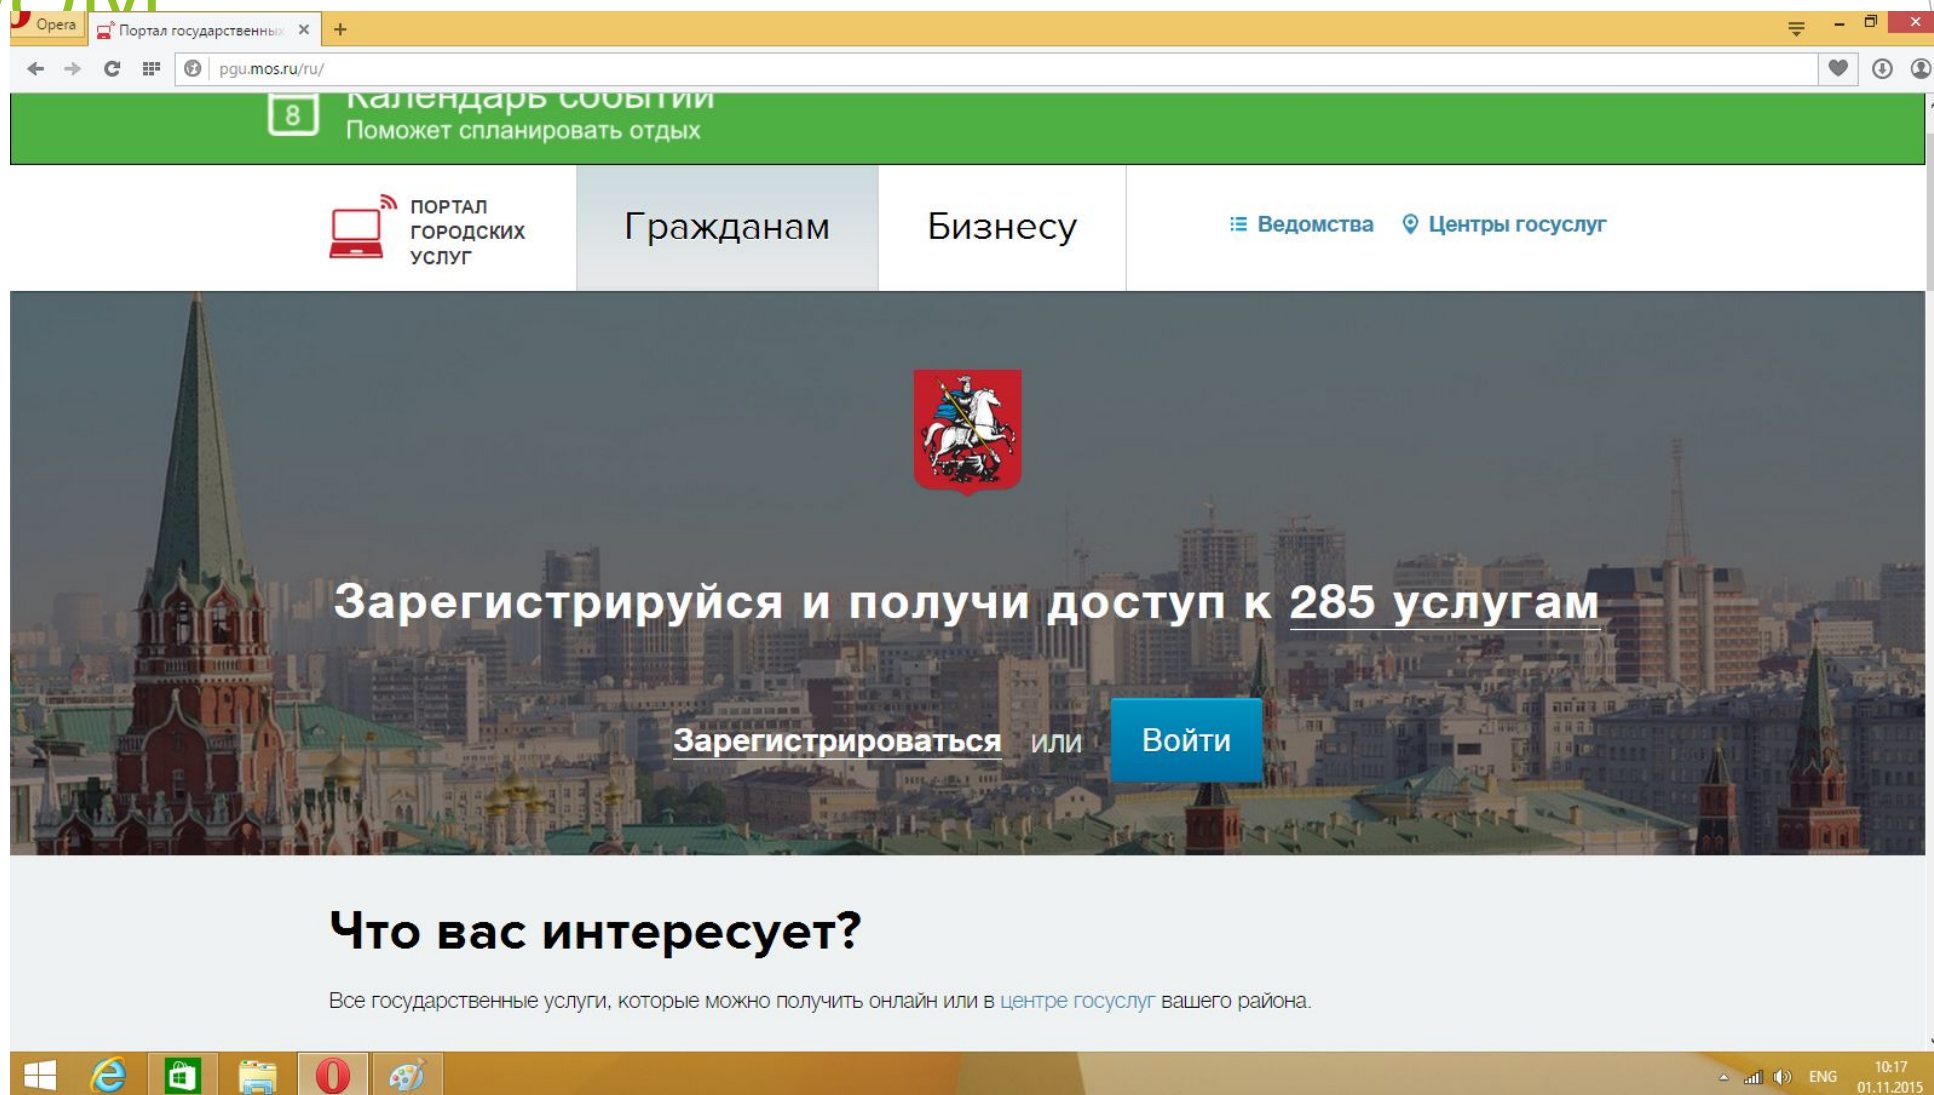 Opera
Портал государственных
pgu.mos.ru/ru/
8
Календарь событий
Поможет спланировать отдых
ПОРТАЛ
ГОРОДСКИХ
УСЛУГ
Гражданам
Бизнесу
Ведомства
Центры госуслуг
Зарегистрируйся и получи доступ к 285 услугам
Зарегистрироваться или Войти
Что вас интересует?
Все государственные услуги, которые можно получить онлайн или в центре госуслуг вашего района.
ENG
10:17
01.11.2015